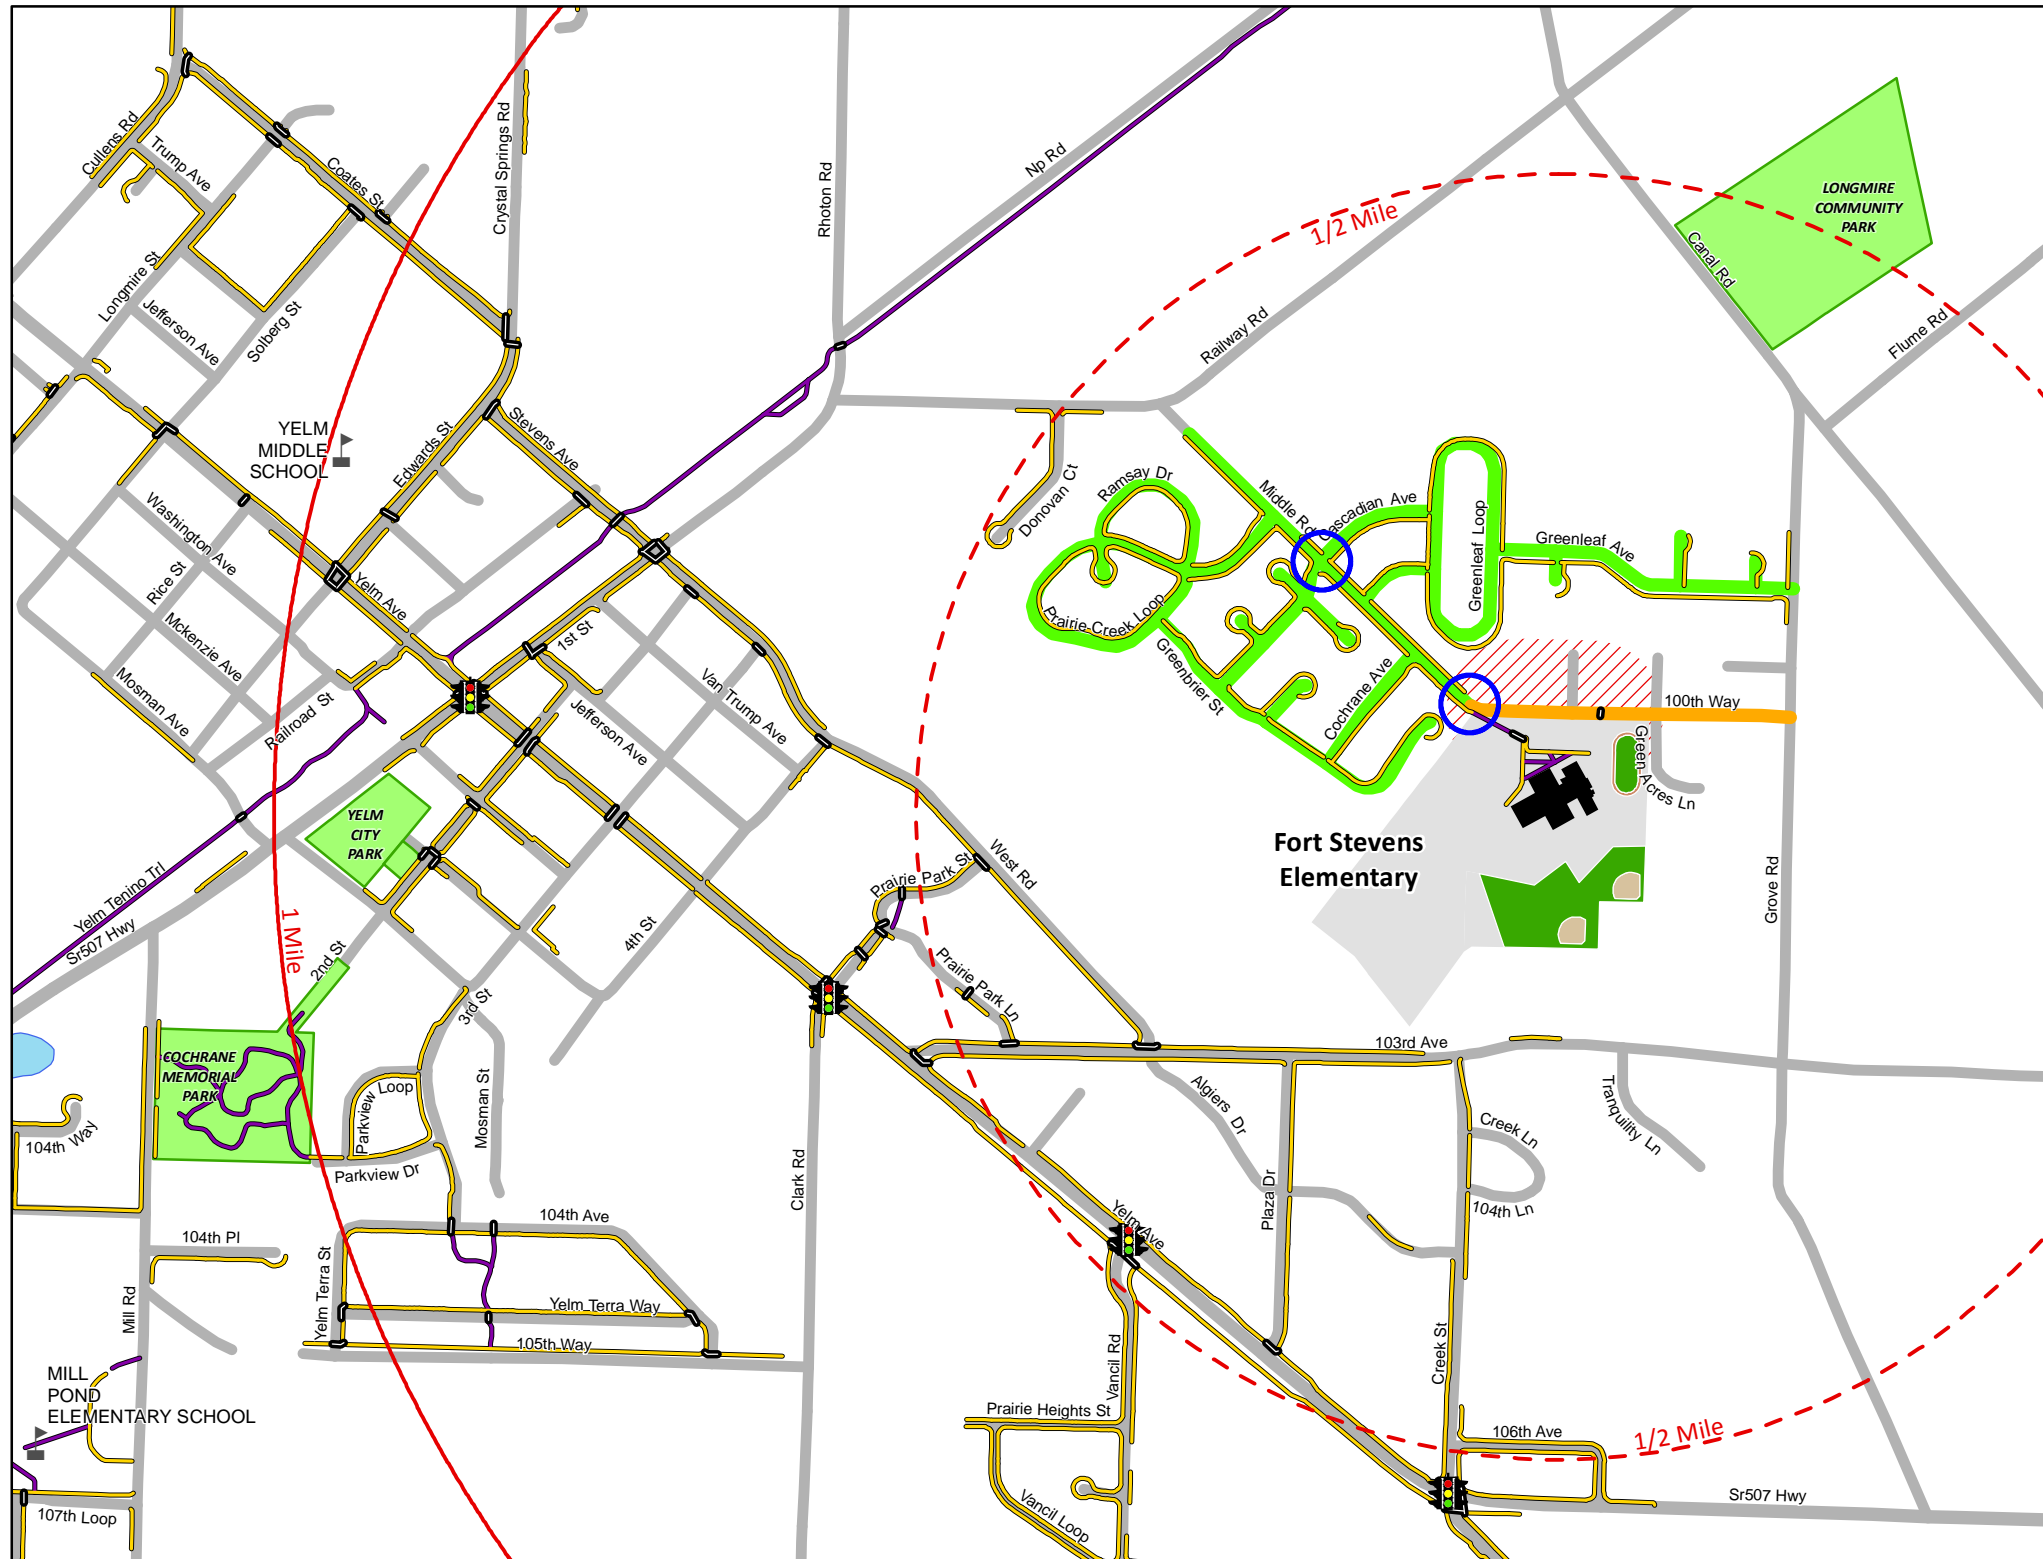 Cullens Rd
Trump Ave
Coates St
Crystal Springs Rd
Rhoton Rd
Np Rd
1/2 Mile
LONGMIRE
COMMUNITY
PARK
Canal Rd
Flume Rd
Railway Rd
Longmire St
Jefferson Ave
Solberg St
YELM
MIDDLE
SCHOOL
Edwards St
Stevens Ave
Donovan Ct
Ramsay Dr
Middle Rd
Cascadian Ave
Greenleaf Loop
Greenleaf Ave
Washington Ave
Rice St
Yelm Ave
Mckenzie Ave
1st St
Prairie Creek Loop
Greenbrier St
Cochrane Ave
100th Way
Green Acres Ln
Mosman Ave
Railroad St
Van Trump Ave
Jefferson Ave
YELM
CITY
PARK
Fort Stevens
Elementary
West Rd
Prairie Park St
Grove Rd
Yelm Tenino Trl
Sr507 Hwy
1 Mile
2nd St
4th St
3rd St
Prairie Park Ln
103rd Ave
COCHRANE
MEMORIAL
PARK
Parkview Loop
Mosman St
Algiers Dr
Creek Ln
Tranquility Ln
104th Way
Parkview Dr
Clark Rd
Plaza Dr
104th Ln
104th Ave
104th Pl
Yelm Ave
Yelm Terra St
Yelm Terra Way
Mill Rd
105th Way
Vancil Rd
Creek St
MILL
POND
ELEMENTARY SCHOOL
Prairie Heights St
106th Ave
1/2 Mile
Vancil Loop
Sr507 Hwy
107th Loop